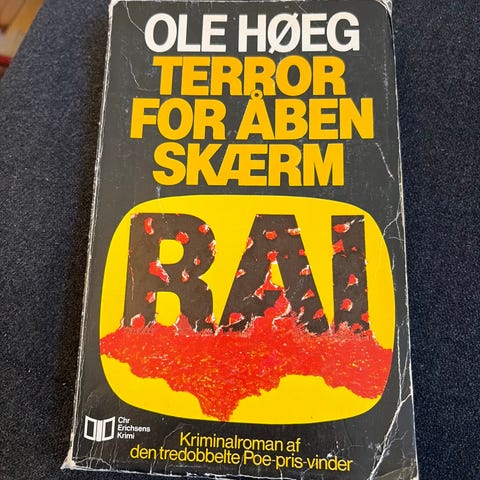 OLE HØEG
TERROR
FOR ÅBEN
SKÆRM
RAI
Chr
Erichsens
Krimi
Kriminalroman af
den tredobbelte Poe-pris-vinder